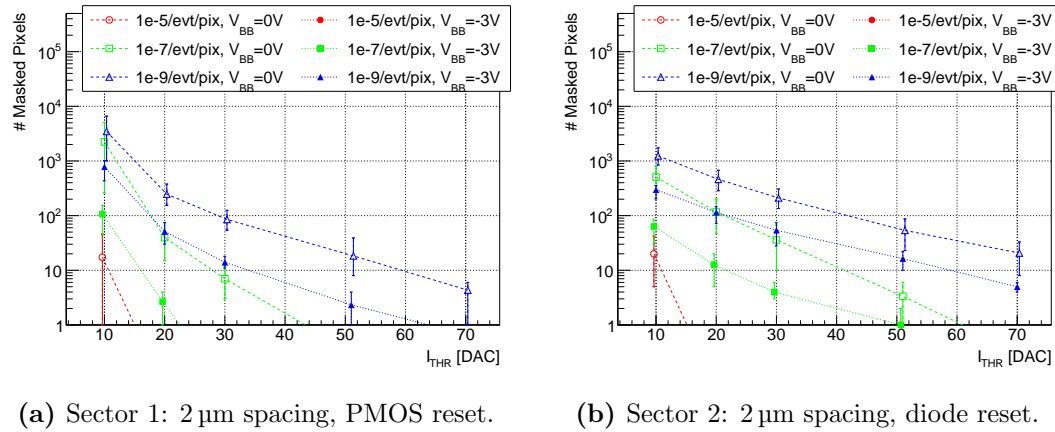 # Masked Pixels
1e-5/evt/pix, V_BB=0V
1e-5/evt/pix, V_BB=-3V
1e-7/evt/pix, V_BB=0V
1e-7/evt/pix, V_BB=-3V
1e-9/evt/pix, V_BB=0V
1e-9/evt/pix, V_BB=-3V
10^5
10^4
10^3
10^2
10
1
10 20 30 40 50 60 70
I_THR [DAC]
(a) Sector 1: 2 µm spacing, PMOS reset.
# Masked Pixels
1e-5/evt/pix, V_BB=0V
1e-5/evt/pix, V_BB=-3V
1e-7/evt/pix, V_BB=0V
1e-7/evt/pix, V_BB=-3V
1e-9/evt/pix, V_BB=0V
1e-9/evt/pix, V_BB=-3V
10^5
10^4
10^3
10^2
10
1
10 20 30 40 50 60 70
I_THR [DAC]
(b) Sector 2: 2 µm spacing, diode reset.